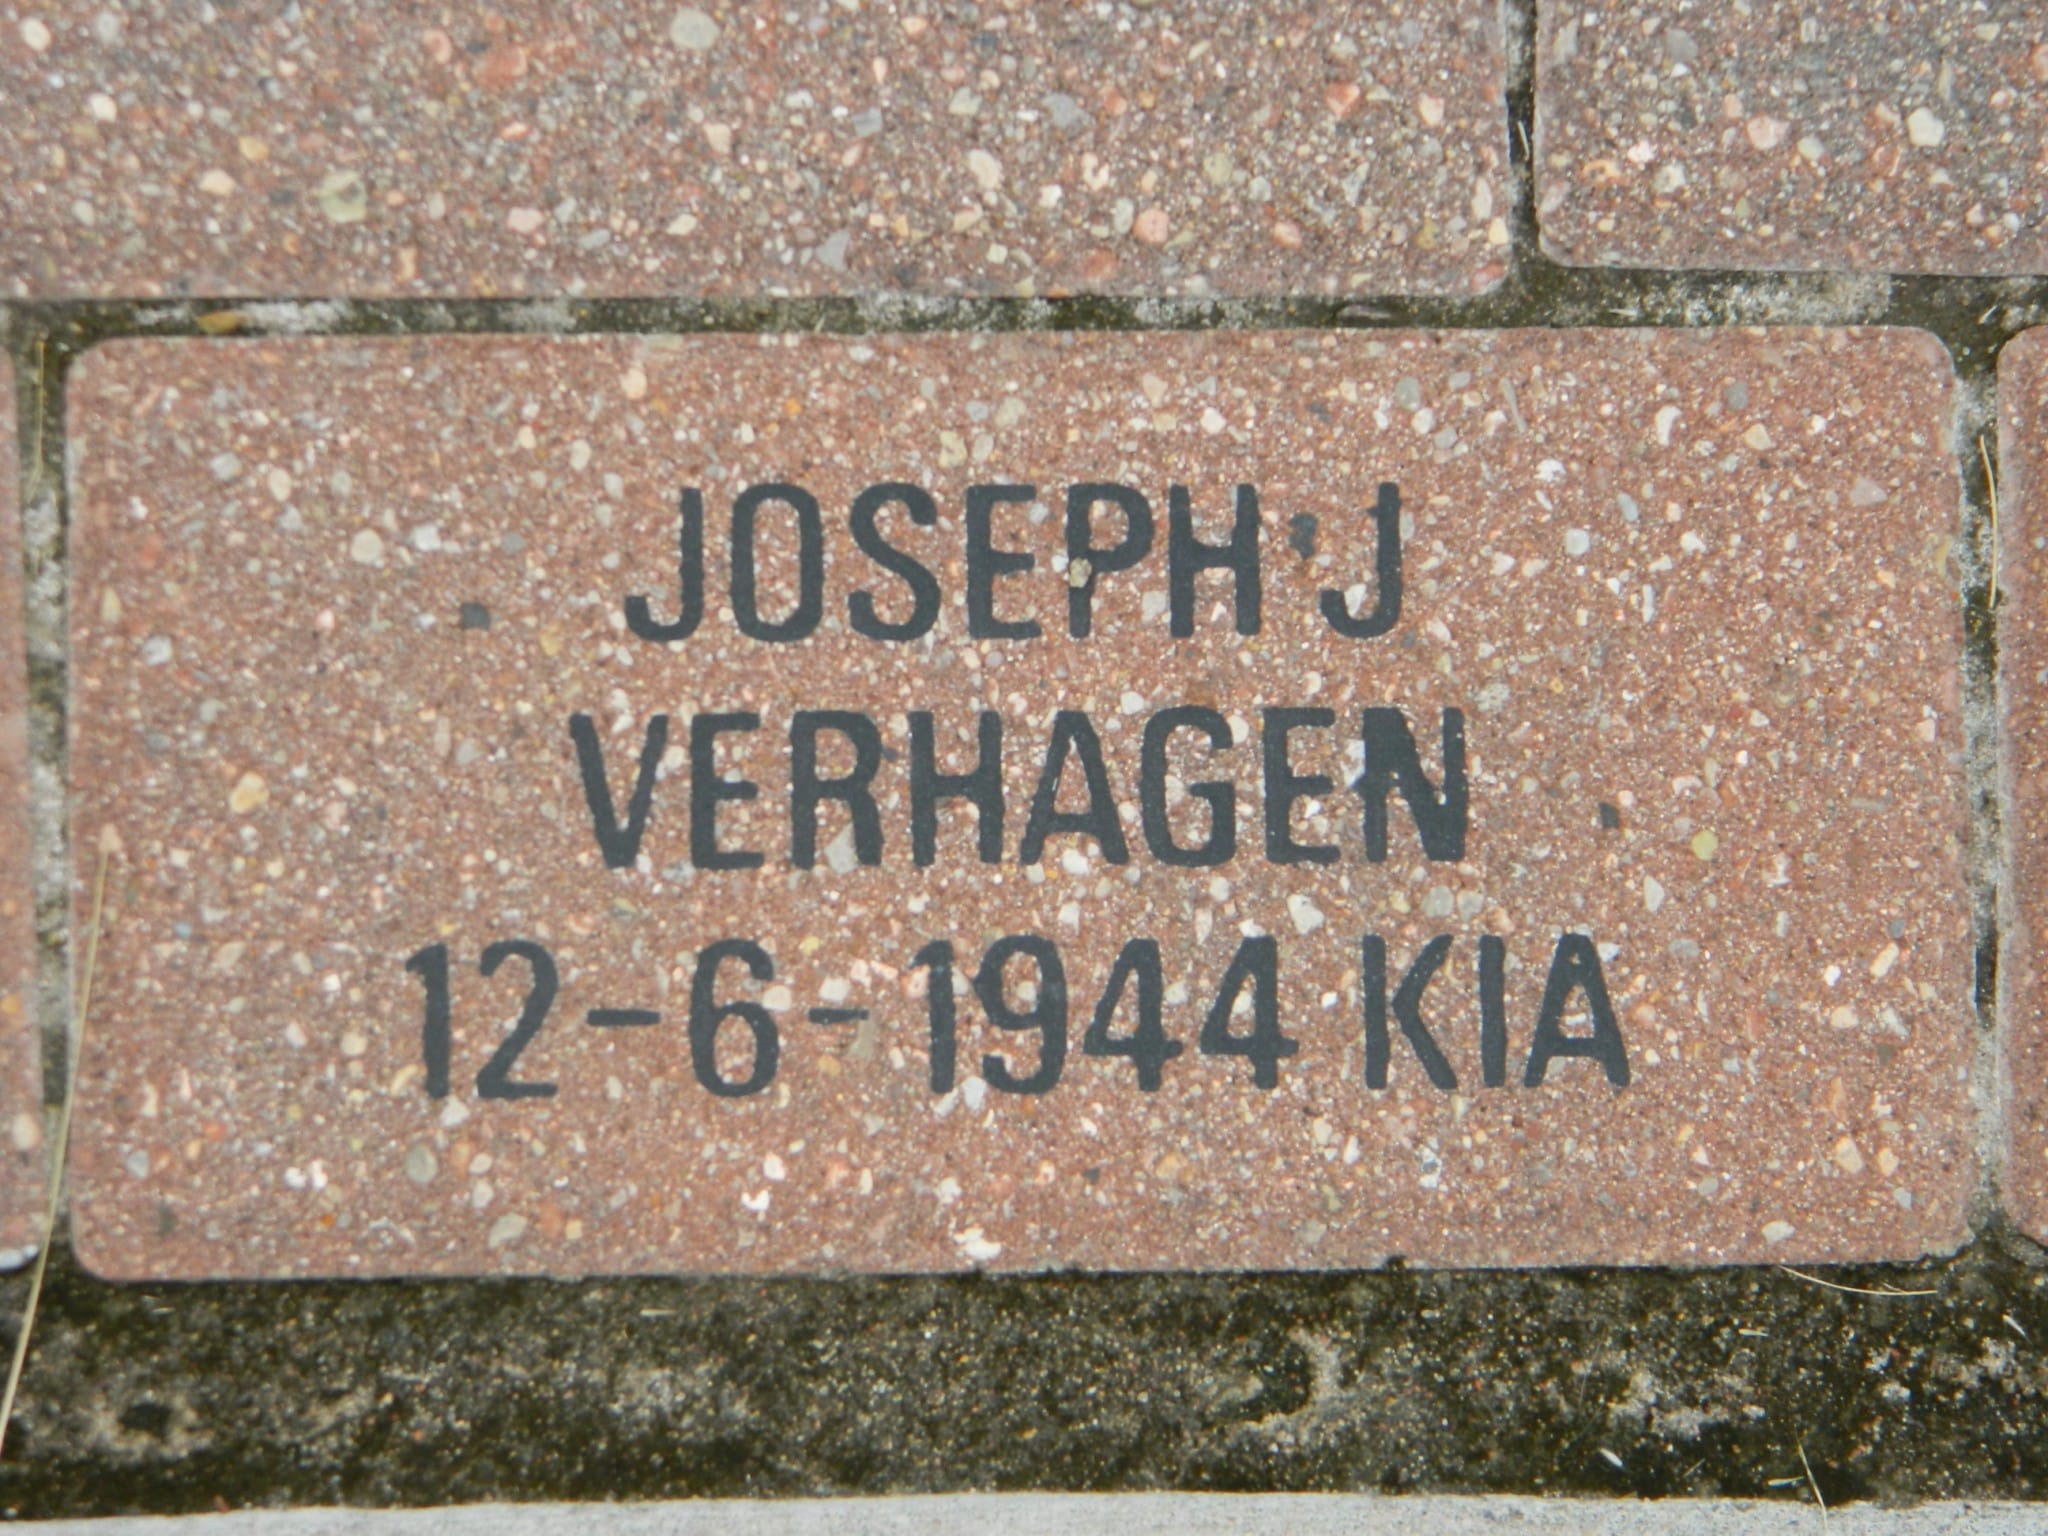 JOSEPH J
VERHAGEN
12-6-1944 KIA